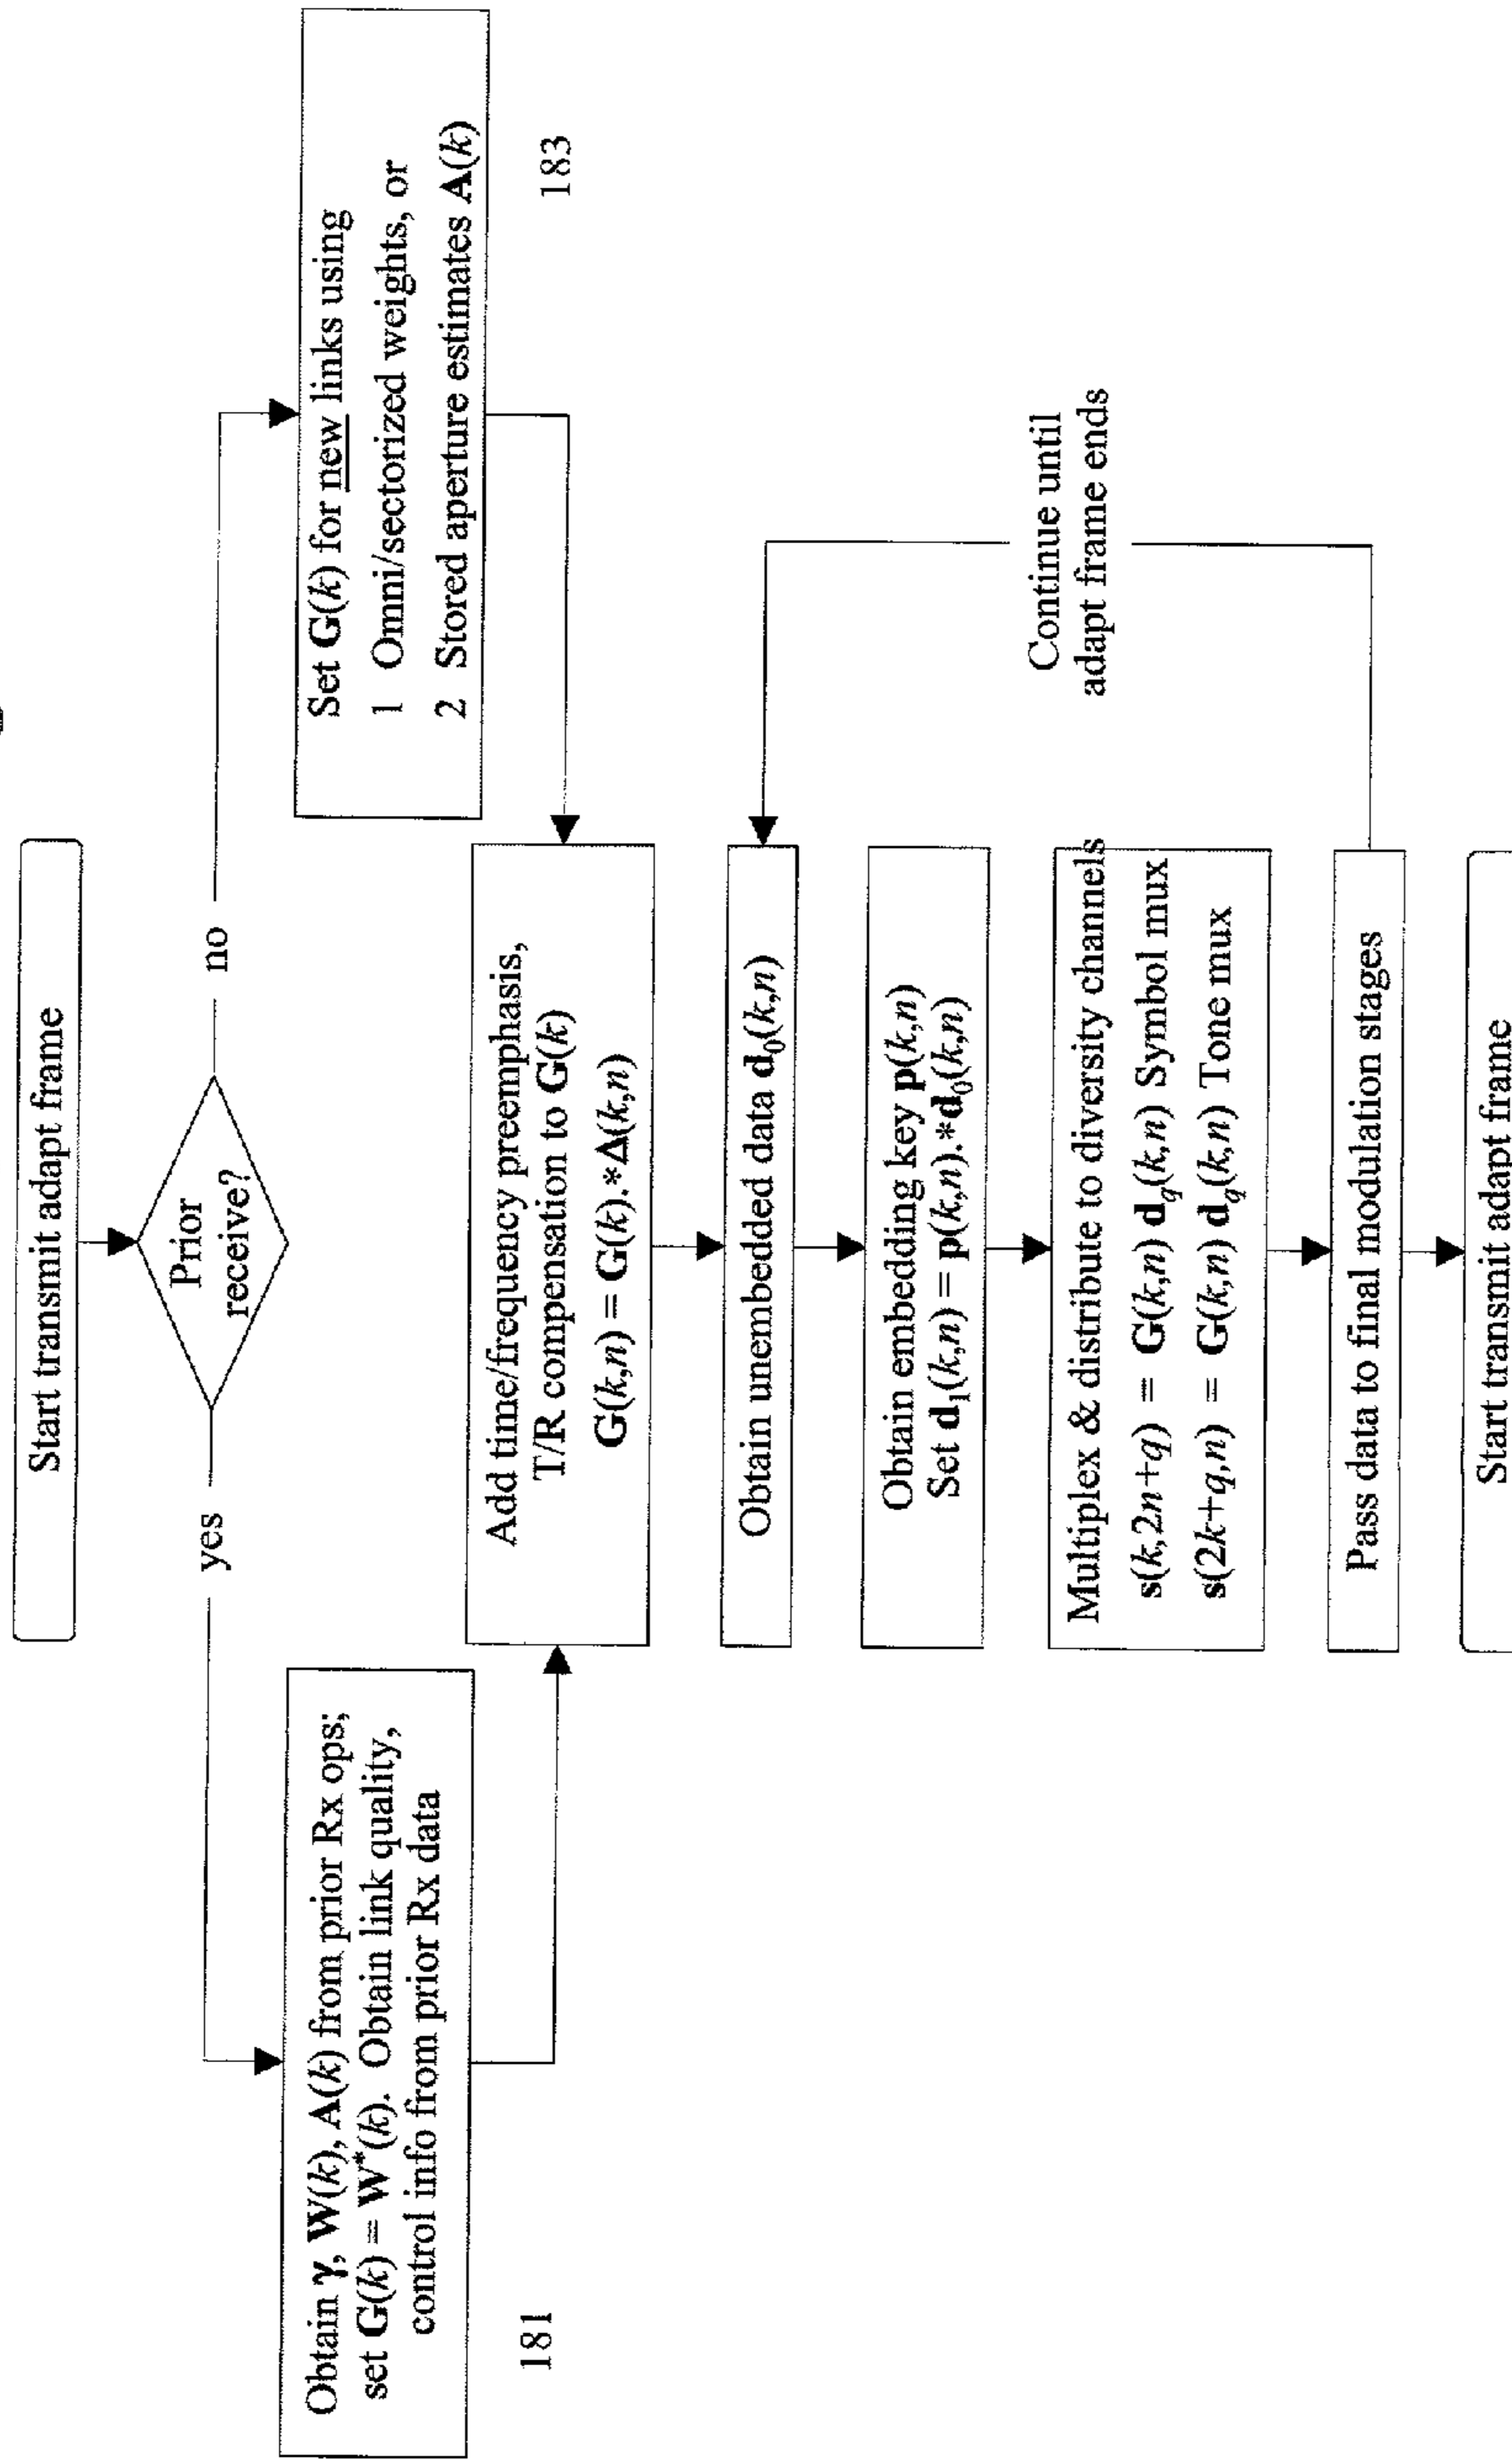 Start transmit adapt frame
Prior
receive?
yes
no
Obtain γ, W(k), A(k) from prior Rx ops;
set G(k) = W*(k). Obtain link quality,
control info from prior Rx data
181
Set G(k) for new links using
1 Omni/sectorized weights, or
2 Stored aperture estimates A(k)
183
Add time/frequency preemphasis,
T/R compensation to G(k)
G(k,n) = G(k).*Δ(k,n)
Obtain unembedded data d₀(k,n)
Obtain embedding key p(k,n)
Set d₁(k,n) = p(k,n).*d₀(k,n)
Multiplex & distribute to diversity channels
s(k,2n+q) = G(k,n) d_q(k,n) Symbol mux
s(2k+q,n) = G(k,n) d_q(k,n) Tone mux
Continue until
adapt frame ends
Pass data to final modulation stages
Start transmit adapt frame